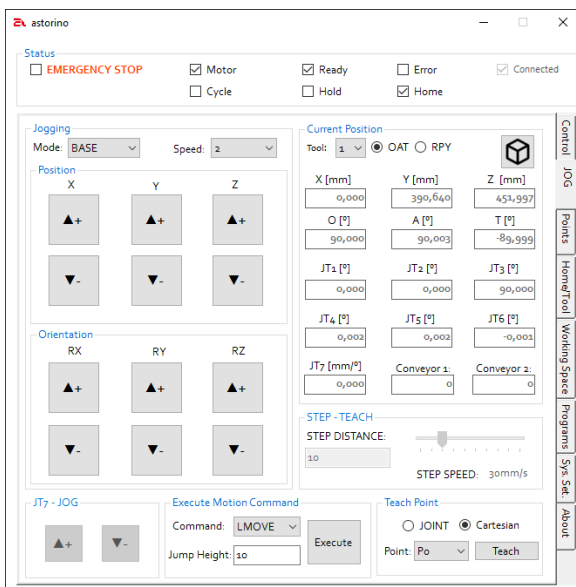 astorino
Status
EMERGENCY STOP
Motor
Ready
Error
Connected
Cycle
Hold
Home
Jogging
Mode: BASE
Speed: 2
Position
X Y Z
▲+ ▲+ ▲+
▼- ▼- ▼-
Orientation
RX RY RZ
▲+ ▲+ ▲+
▼- ▼- ▼-
Current Position
Tool: 1 OAT RPY
X [mm] Y [mm] Z [mm]
0,000 390,640 451,997
O [º] A [º] T [º]
90,000 90,003 -89,999
JT1 [º] JT2 [º] JT3 [º]
0,000 0,000 90,000
JT4 [º] JT5 [º] JT6 [º]
0,002 0,002 -0,001
JT7 [mm/º] Conveyor 1: Conveyor 2:
0,000 0 0
STEP - TEACH
STEP DISTANCE:
10
STEP SPEED: 30mm/s
JT7 - JOG
▲+ ▼-
Execute Motion Command
Command: LMOVE
Jump Height: 10
Execute
Teach Point
JOINT Cartesian
Point: P0 Teach
Control
JOG
Points
Home/Tool
Working Space
Programs
Sys. Set.
About